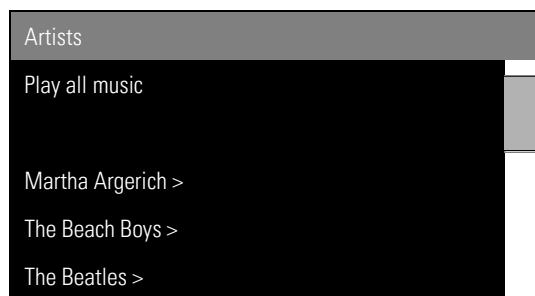 Artists
Play all music
Martha Argerich >
The Beach Boys >
The Beatles >